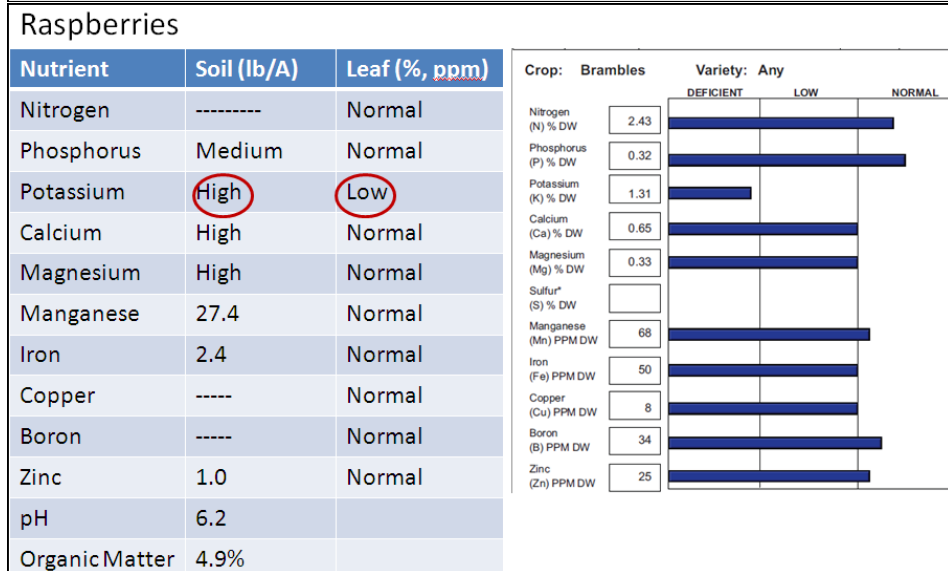 Raspberries
Nutrient Soil (lb/A) Leaf (%, ppm)
Nitrogen --------- Normal
Phosphorus Medium Normal
Potassium High Low
Calcium High Normal
Magnesium High Normal
Manganese 27.4 Normal
Iron 2.4 Normal
Copper ----- Normal
Boron ----- Normal
Zinc 1.0 Normal
pH 6.2
Organic Matter 4.9%
Crop: Brambles Variety: Any
DEFICIENT LOW NORMAL
Nitrogen
(N) % DW 2.43
Phosphorus
(P) % DW 0.32
Potassium
(K) % DW 1.31
Calcium
(Ca) % DW 0.65
Magnesium
(Mg) % DW 0.33
Sulfur*
(S) % DW
Manganese
(Mn) PPM DW 68
Iron
(Fe) PPM DW 50
Copper
(Cu) PPM DW 8
Boron
(B) PPM DW 34
Zinc
(Zn) PPM DW 25